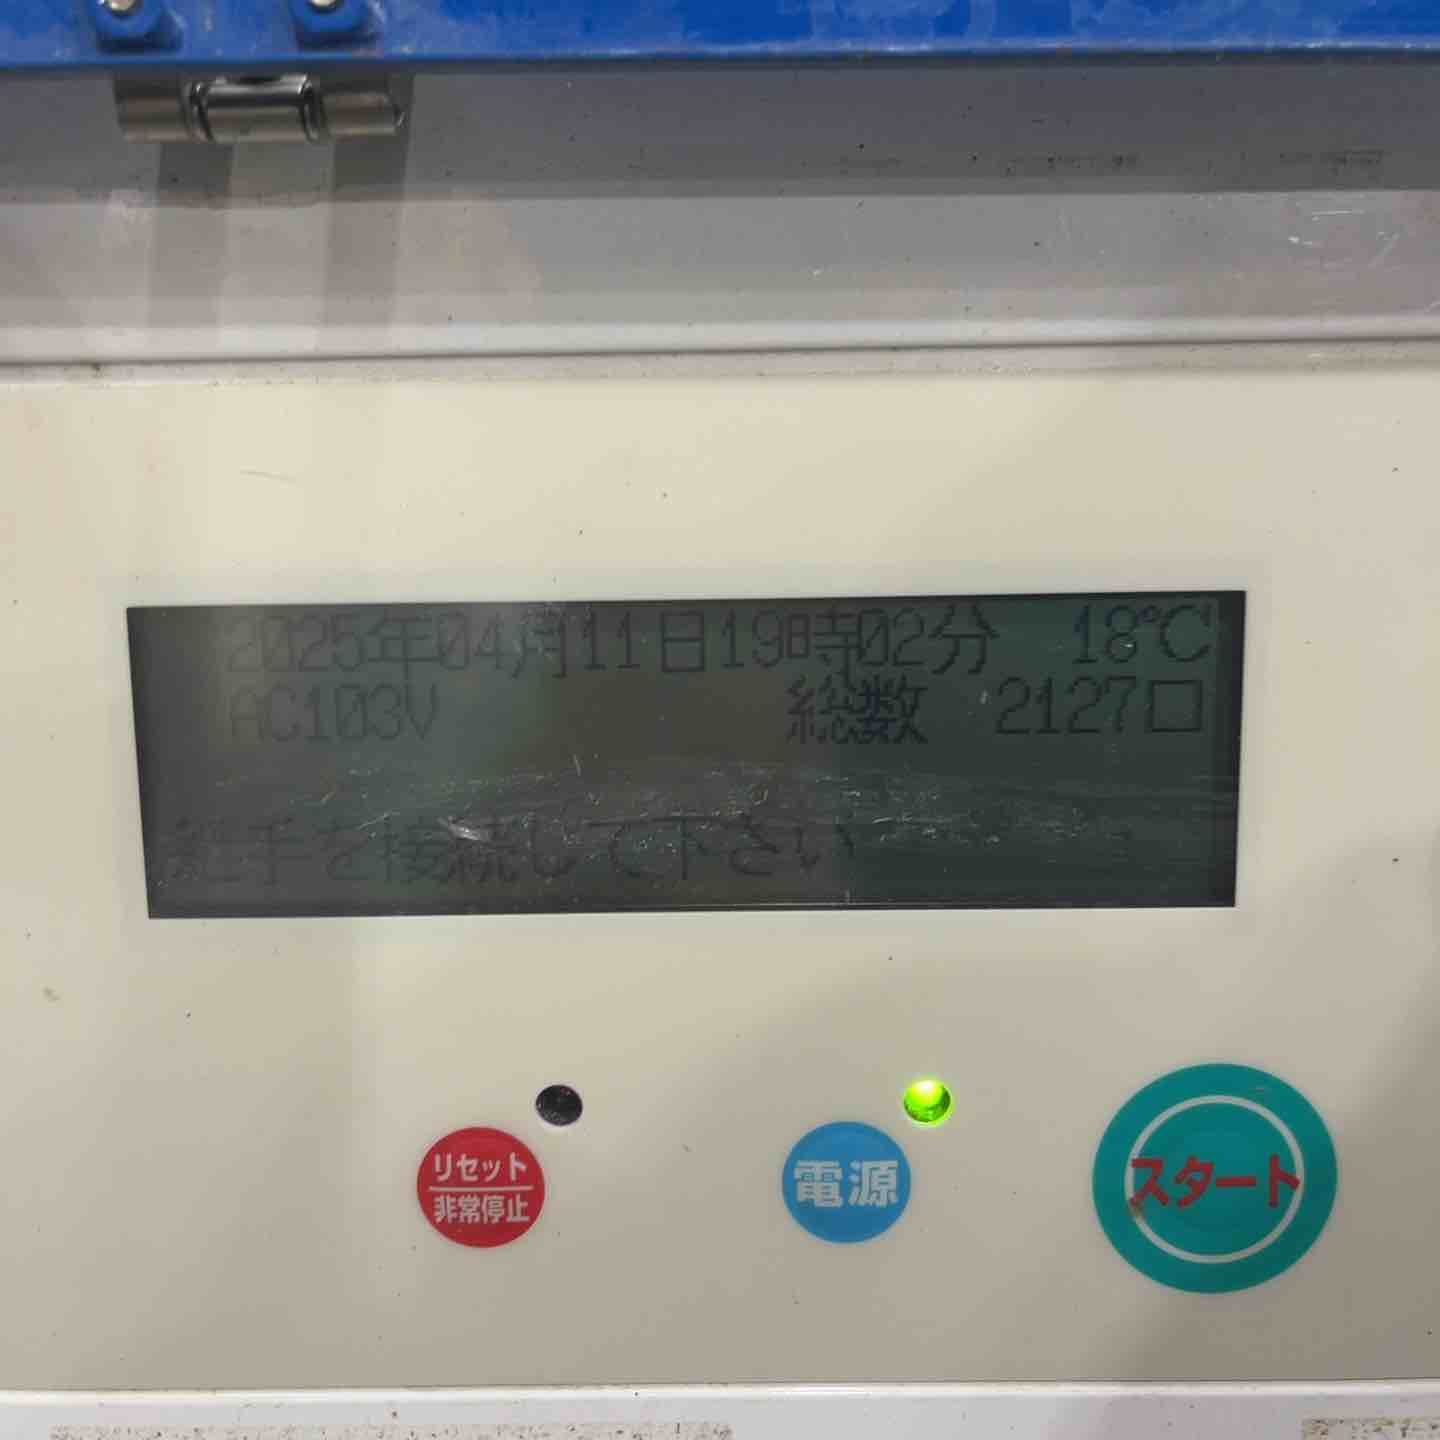 2025年04月11日19時02分 18℃
AC103V 総数 2127口
継手を接続して下さい
リセット
非常停止
電源
スタート